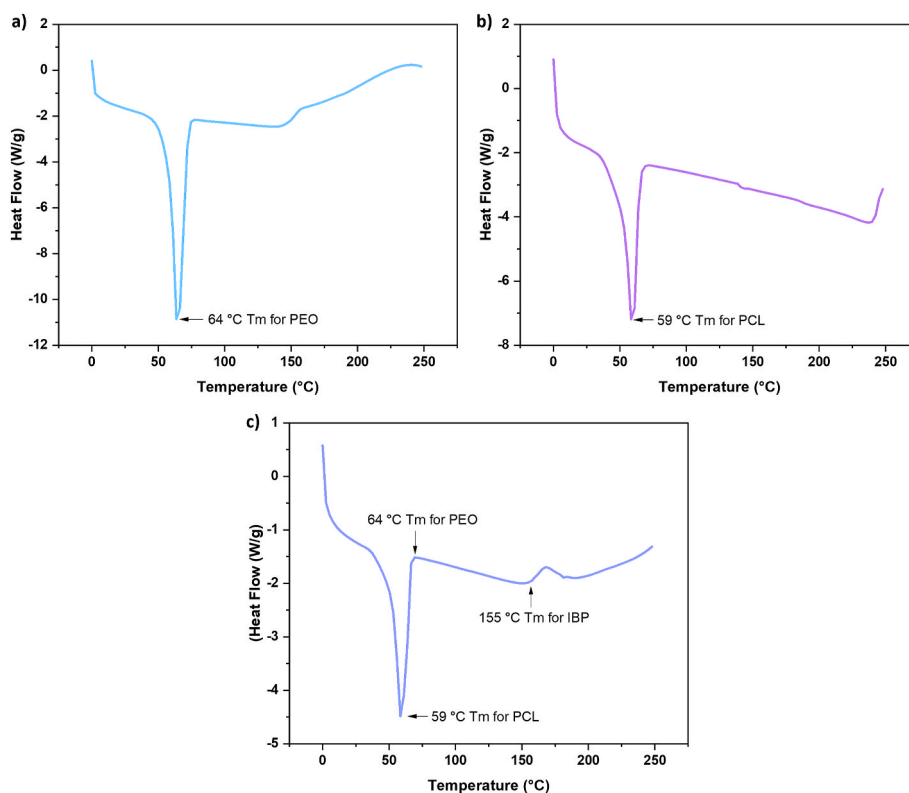 a)
2
0
-2
-4
-6
-8
-10
-12
Heat Flow (W/g)
64 °C Tm for PEO
0 50 100 150 200 250
Temperature (°C)
b)
2
0
-2
-4
-6
-8
Heat Flow (W/g)
59 °C Tm for PCL
0 50 100 150 200 250
Temperature (°C)
c)
1
0
-1
-2
-3
-4
-5
(Heat Flow (W/g)
64 °C Tm for PEO
155 °C Tm for IBP
59 °C Tm for PCL
0 50 100 150 200 250
Temperature (°C)